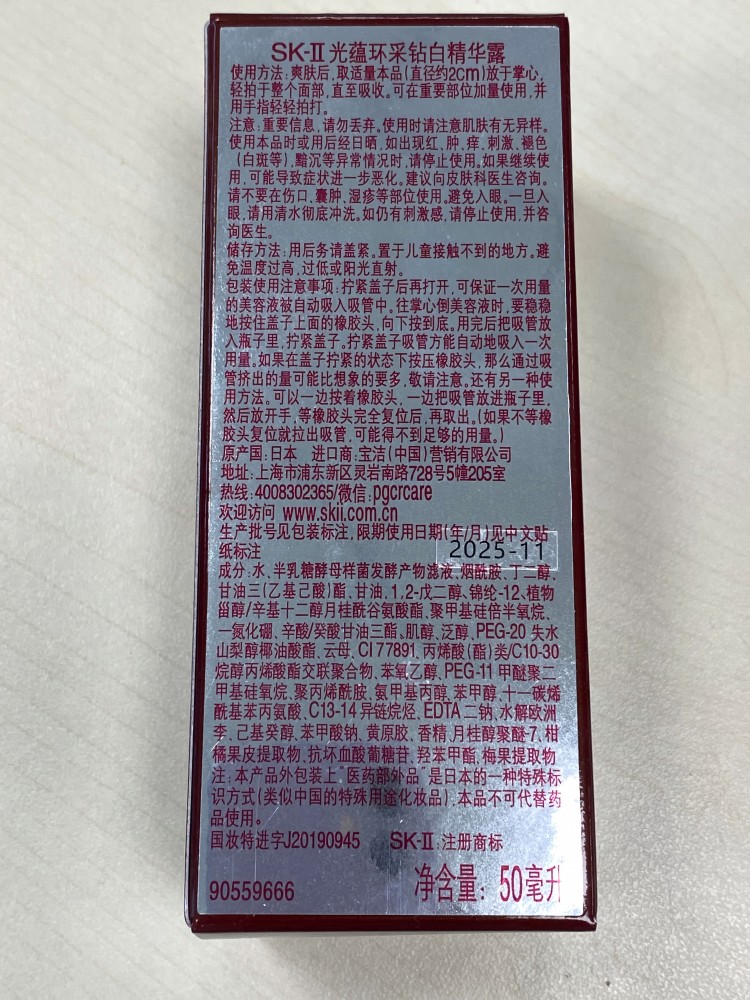 SK-II 光蕴环采钻白精华露
使用方法:爽肤后,取适量本品(直径约2cm)放于掌心,
轻拍于整个面部,直至吸收。可在重要部位加量使用,并
用手指轻轻拍打。
注意:重要信息,请勿丢弃。使用时请注意肌肤有无异样。
使用本品时或用后经日晒,如出现红、肿、痒、刺激、褪色
(白斑等),黯沉等异常情况时,请停止使用。如果继续使
用,可能导致症状进一步恶化。建议向皮肤科医生咨询。
请不要在伤口、囊肿、湿疹等部位使用。避免入眼。一旦入
眼,请用清水彻底冲洗。如仍有刺激感,请停止使用,并咨
询医生。
储存方法:用后务请盖紧。置于儿童接触不到的地方。避
免温度过高,过低或阳光直射。
包装使用注意事项:拧紧盖子后再打开,可保证一次用量
的美容液被自动吸入吸管中。往掌心倒美容液时,要稳稳
地按住盖子上面的橡胶头,向下按到底。用完后把吸管放
入瓶子里,拧紧盖子。拧紧盖子吸管方能自动地吸入一次
用量。如果在盖子拧紧的状态下按压橡胶头,那么通过吸
管挤出的量可能比想象的要多,敬请注意。还有另一种使
用方法。可以一边按着橡胶头,一边把吸管放进瓶子里,
然后放开手,等橡胶头完全复位后,再取出。(如果不等橡
胶头复位就拉出吸管,可能得不到足够的用量。)
原产国:日本 进口商:宝洁(中国)营销有限公司
地址:上海市浦东新区灵岩南路728号5幢205室
热线:4008302365/微信:pgcrcare
欢迎访问 www.skii.com.cn
生产批号见包装标注,限期使用日期(年/月)见中文贴
纸标注
2025-11
成分:水、半乳糖酵母样菌发酵产物滤液、烟酰胺、丁二醇、
甘油三(乙基己酸)酯、甘油、1,2-戊二醇、锦纶-12、植物
甾醇/辛基十二醇月桂酰谷氨酸酯、聚甲基硅倍半氧烷、
一氮化硼、辛酸/癸酸甘油三酯、肌醇、泛醇、PEG-20 失水
山梨醇椰油酸酯、云母、CI 77891、丙烯酸(酯)类/C10-30
烷醇丙烯酸酯交联聚合物、苯氧乙醇、PEG-11 甲醚聚二
甲基硅氧烷、聚丙烯酰胺、氨甲基丙醇、苯甲醇、十一碳烯
酰基苯丙氨酸、C13-14 异链烷烃、EDTA 二钠、水解欧洲
李、己基癸醇、苯甲酸钠、黄原胶、香精、月桂醇聚醚-7、柑
橘果皮提取物、抗坏血酸葡糖苷、羟苯甲酯、梅果提取物
注:本产品外包装上"医药部外品"是日本的一种特殊标
识方式(类似中国的特殊用途化妆品),本品不可代替药
品使用。
国妆特进字J20190945 SK-II:注册商标
90559666 净含量: 50毫升